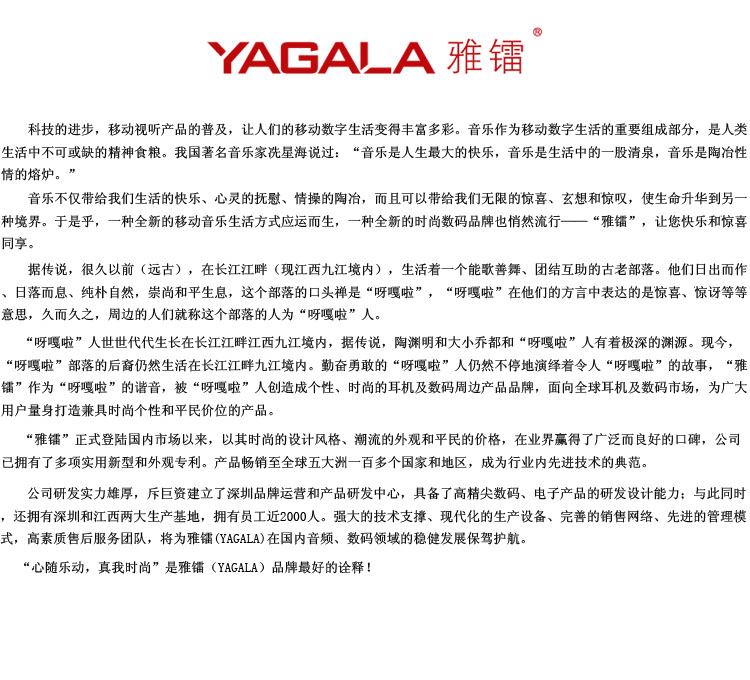 YAGALA 雅镭®
科技的进步，移动视听产品的普及，让人们的移动数字生活变得丰富多彩。音乐作为移动数字生活的重要组成部分，是人类
生活中不可或缺的精神食粮。我国著名音乐家冼星海说过：“音乐是人生最大的快乐，音乐是生活中的一股清泉，音乐是陶冶性
情的熔炉。”
音乐不仅带给我们生活的快乐、心灵的抚慰、情操的陶冶，而且可以带给我们无限的惊喜、玄想和惊叹，使生命升华到另一
种境界。于是乎，一种全新的移动音乐生活方式应运而生，一种全新的时尚数码品牌也悄然流行——“雅镭”，让您快乐和惊喜
同享。
据传说，很久以前（远古），在长江江畔（现江西九江境内），生活着一个能歌善舞、团结互助的古老部落。他们日出而作
、日落而息、纯朴自然，崇尚和平生息，这个部落的口头禅是“呀嘎啦”，“呀嘎啦”在他们的方言中表达的是惊喜、惊讶等等
意思，久而久之，周边的人们就称这个部落的人为“呀嘎啦”人。
“呀嘎啦”人世世代代生长在长江江畔江西九江境内，据传说，陶渊明和大小乔都和“呀嘎啦”人有着极深的渊源。现今，
“呀嘎啦”部落的后裔仍然生活在长江江畔九江境内。勤奋勇敢的“呀嘎啦”人仍然不停地演绎着令人“呀嘎啦”的故事，“雅
镭”作为“呀嘎啦”的谐音，被“呀嘎啦”人创造成个性、时尚的耳机及数码周边产品品牌，面向全球耳机及数码市场，为广大
用户量身打造兼具时尚个性和平民价位的产品。
“雅镭”正式登陆国内市场以来，以其时尚的设计风格、潮流的外观和平民的价格，在业界赢得了广泛而良好的口碑，公司
已拥有了多项实用新型和外观专利。产品畅销至全球五大洲一百多个国家和地区，成为行业内先进技术的典范。
公司研发实力雄厚，斥巨资建立了深圳品牌运营和产品研发中心，具备了高精尖数码、电子产品的研发设计能力；与此同时
，还拥有深圳和江西两大生产基地，拥有员工近2000人。强大的技术支撑、现代化的生产设备、完善的销售网络、先进的管理模
式，高素质售后服务团队，将为雅镭(YAGALA)在国内音频、数码领域的稳健发展保驾护航。
“心随乐动，真我时尚”是雅镭（YAGALA）品牌最好的诠释！